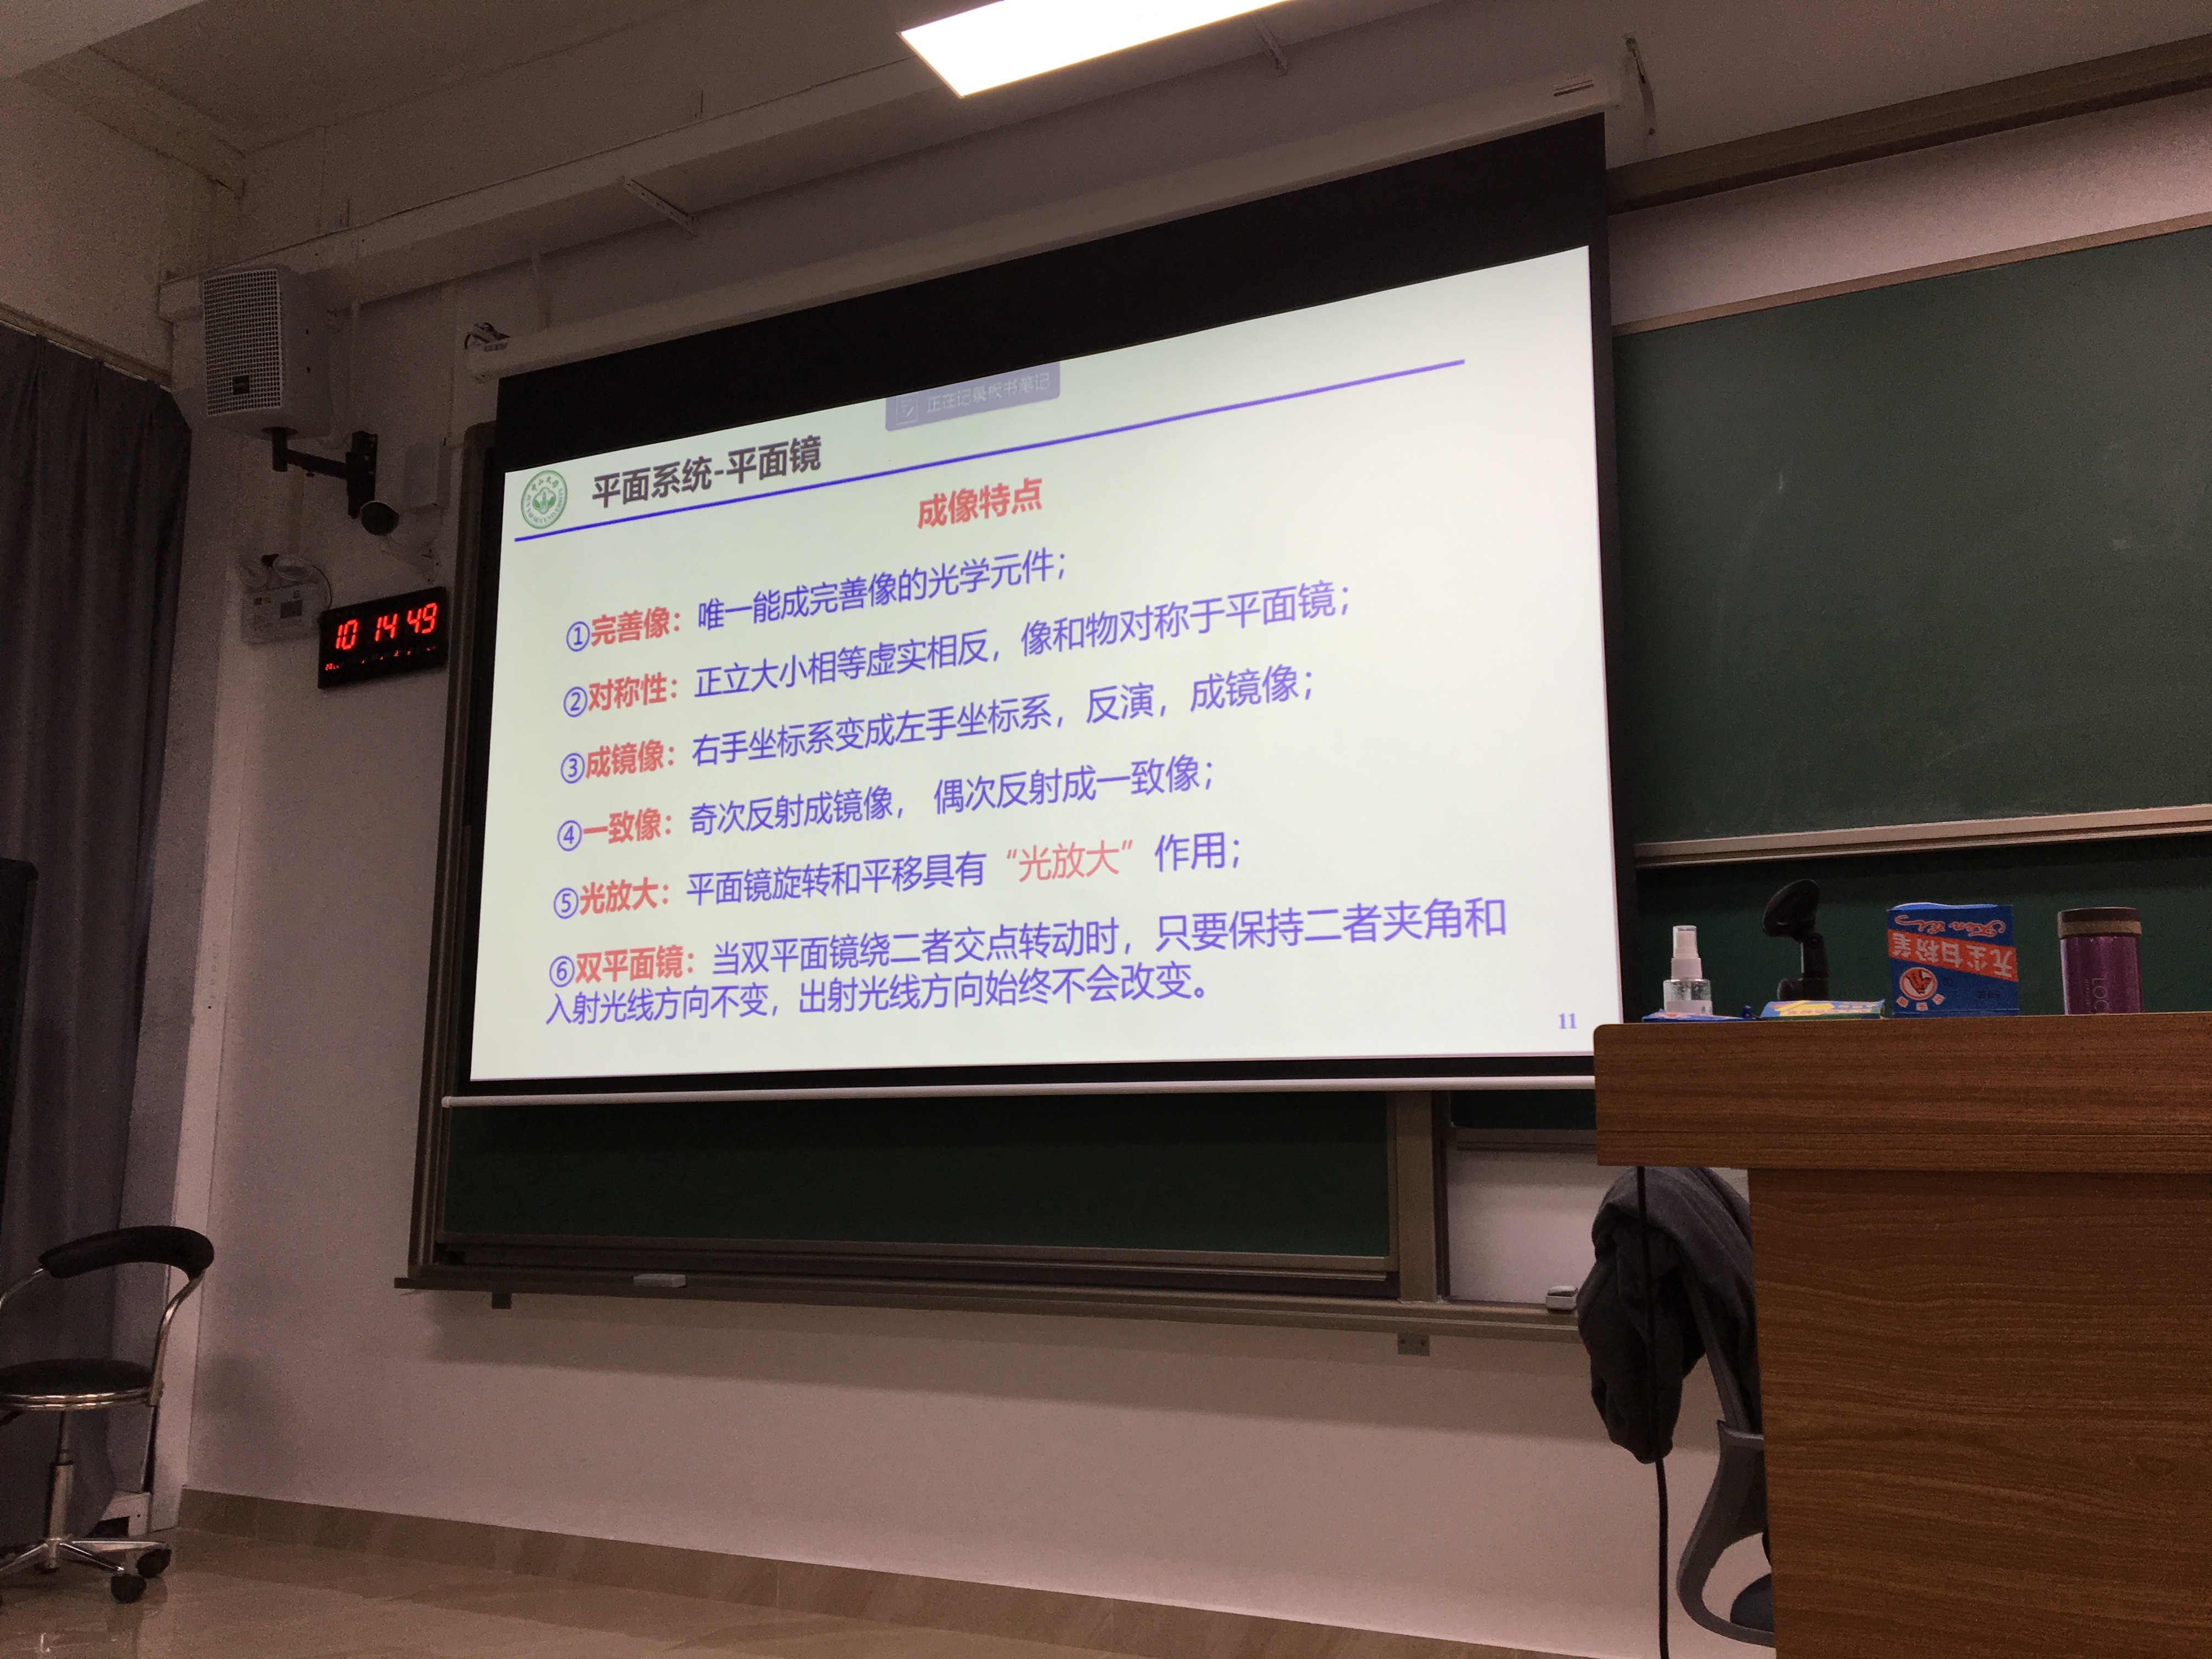 正在记录板书笔记
平面系统-平面镜
中山大学
成像特点
①完善像：唯一能成完善像的光学元件；
②对称性：正立大小相等虚实相反，像和物对称于平面镜；
③成镜像：右手坐标系变成左手坐标系，反演，成镜像；
④一致像：奇次反射成镜像， 偶次反射成一致像；
⑤光放大：平面镜旋转和平移具有“光放大”作用；
⑥双平面镜：当双平面镜绕二者交点转动时，只要保持二者夹角和
入射光线方向不变，出射光线方向始终不会改变。
11
10 14 49
无尘白粉笔
LOC